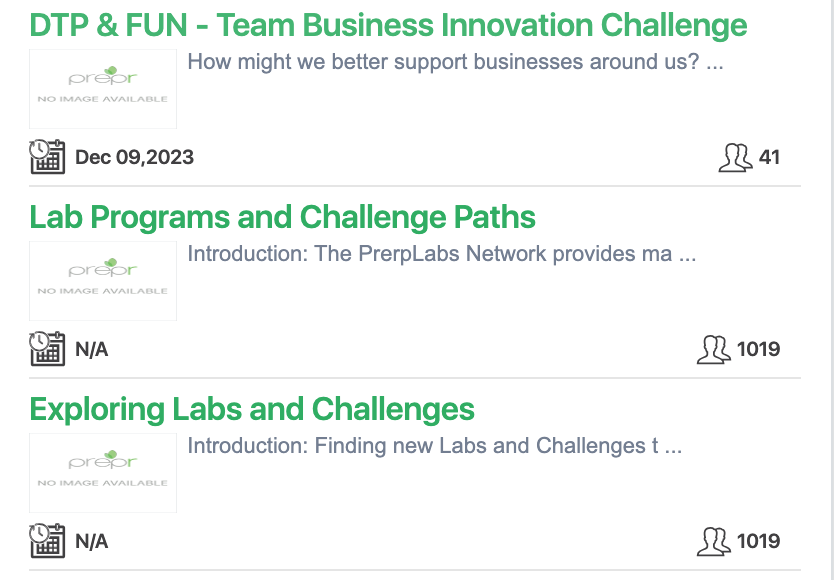 DTP & FUN - Team Business Innovation Challenge
prepr
NO IMAGE AVAILABLE
How might we better support businesses around us? ...
Dec 09,2023
41
Lab Programs and Challenge Paths
prepr
NO IMAGE AVAILABLE
Introduction: The PrerpLabs Network provides ma ...
N/A
1019
Exploring Labs and Challenges
prepr
NO IMAGE AVAILABLE
Introduction: Finding new Labs and Challenges t ...
N/A
1019